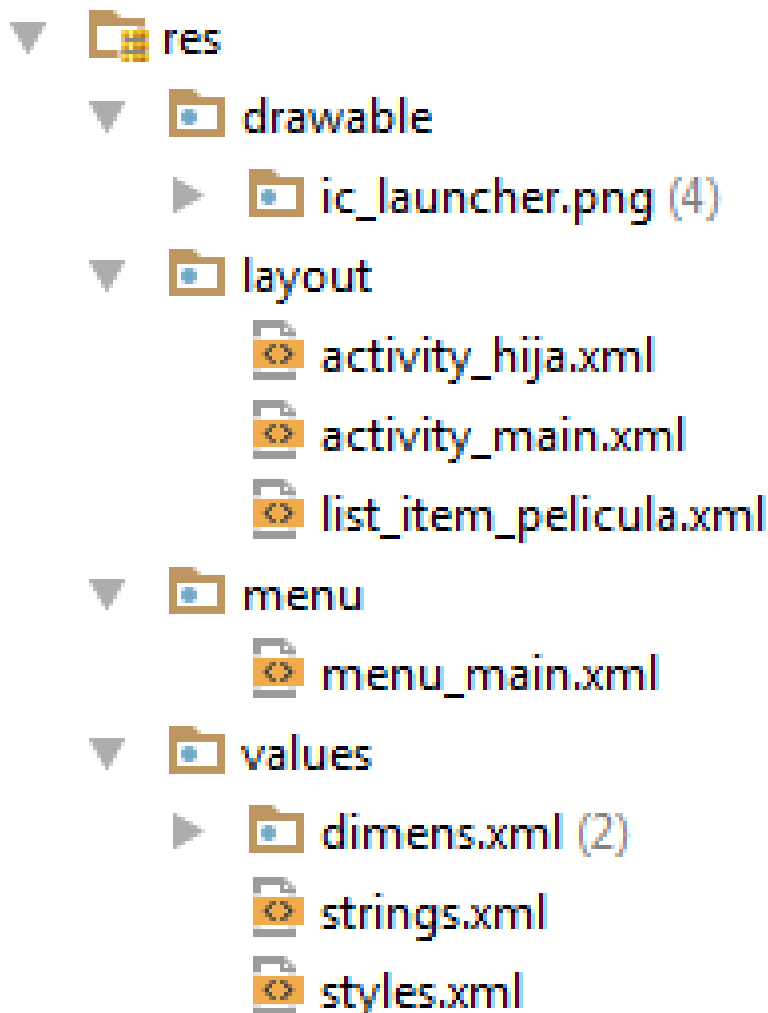 res
drawable
ic_launcher.png (4)
layout
activity_hija.xml
activity_main.xml
list_item_pelicula.xml
menu
menu_main.xml
values
dimens.xml (2)
strings.xml
styles.xml